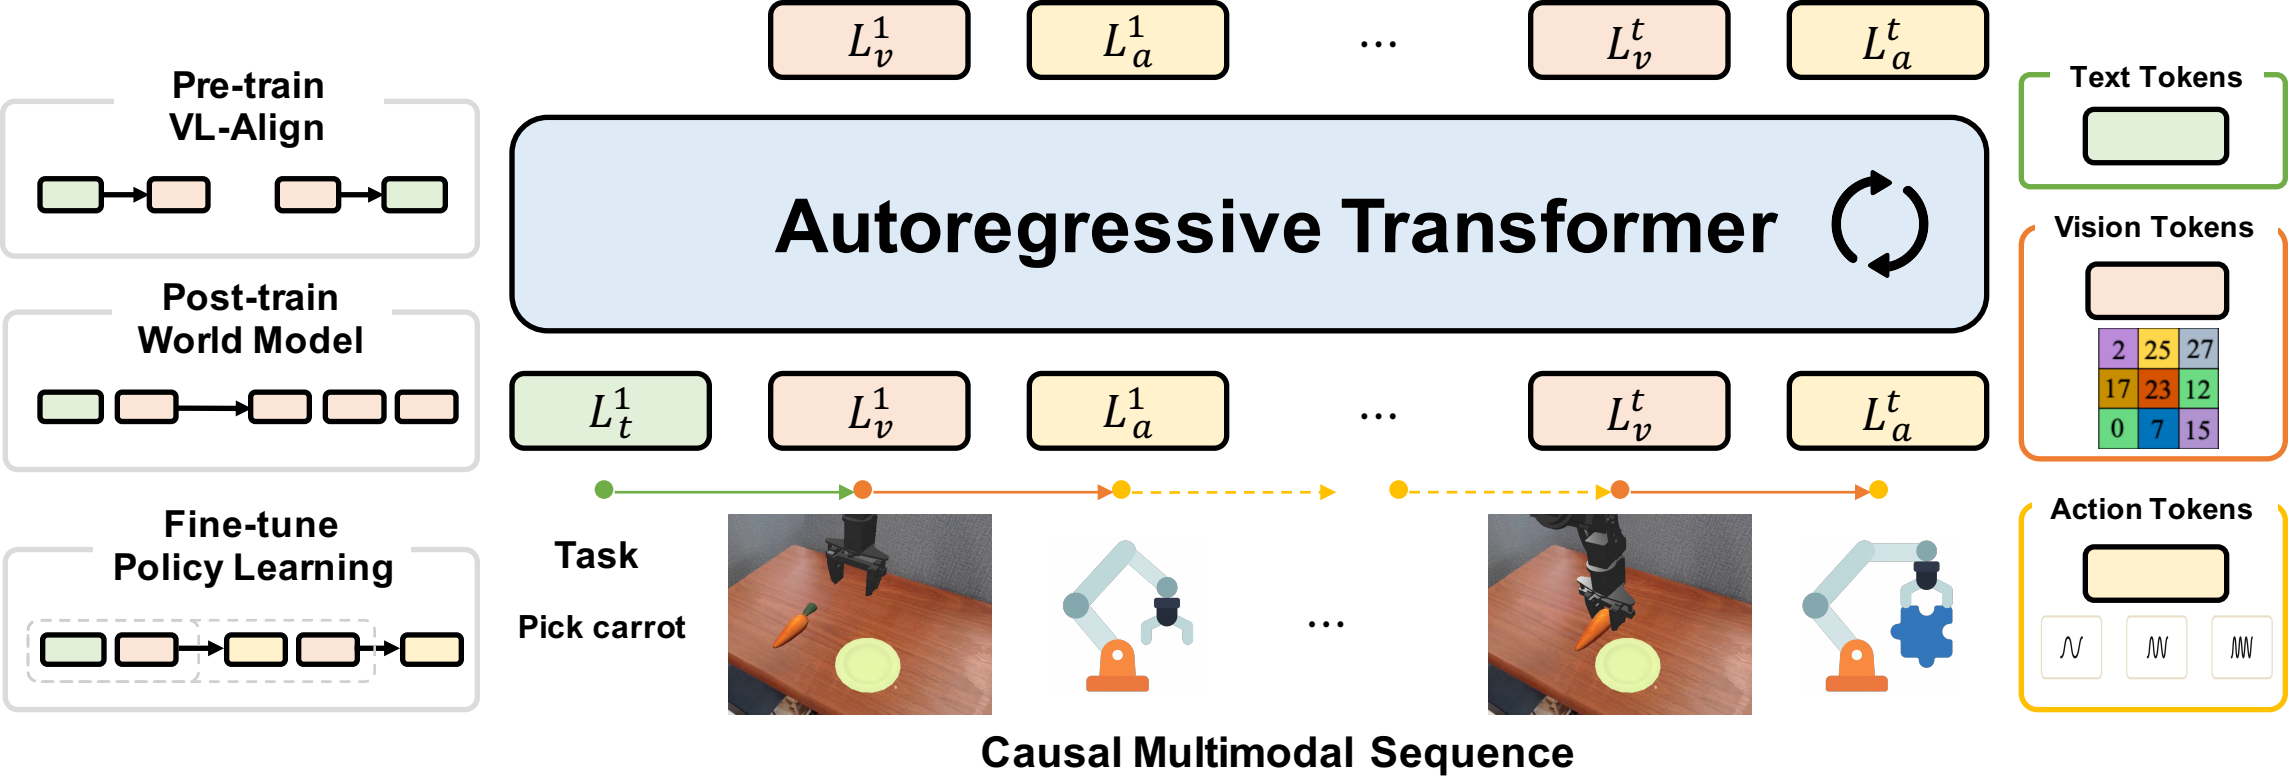 Pre-train
VL-Align
Post-train
World Model
Fine-tune
Policy Learning
$L_v^1$ $L_a^1$ ... $L_v^t$ $L_a^t$
Autoregressive Transformer
$L_t^1$ $L_v^1$ $L_a^1$ ... $L_v^t$ $L_a^t$
Task
Pick carrot
...
Causal Multimodal Sequence
Text Tokens
Vision Tokens
2 25 27
17 23 12
0 7 15
Action Tokens